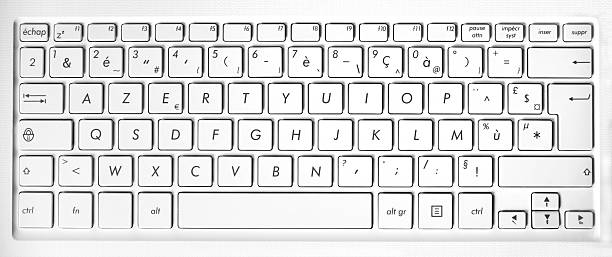 échap z² f1 f2 f3 f4 f5 f6 f7 f8 f9 f10 f11 f12 pause attn impécr syst inser suppr
2 1 & 2 é ~ 3 " # 4 ' { 5 ( [ 6 - | 7 è ` 8 _ \ 9 Ç ^ 0 à @ ° ) ] + = }
A Z E € R T Y U I O P ¨ ^ £ $ ¤
Q S D F G H J K L M % ù µ *
> < W X C V B N ? , . ; / : § !
ctrl fn alt alt gr ctrl